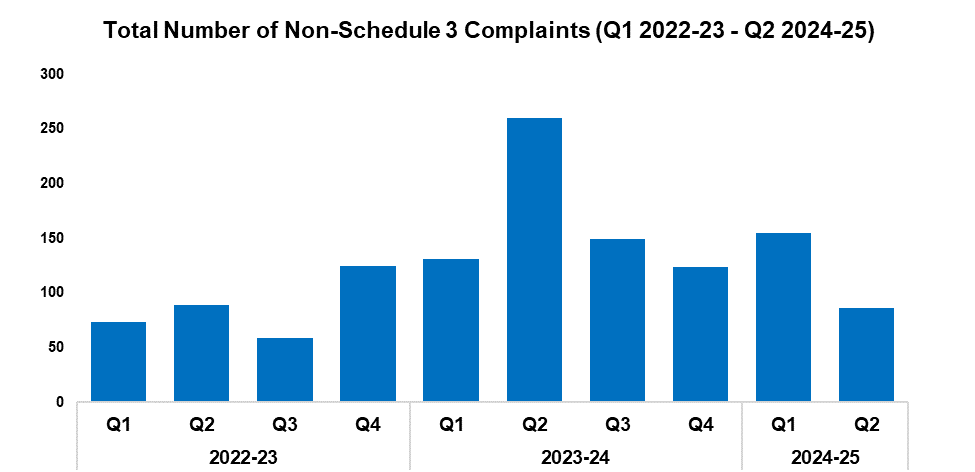 Total Number of Non-Schedule 3 Complaints (Q1 2022-23 - Q2 2024-25)
300
250
200
150
100
50
0
Q1 Q2 Q3 Q4 Q1 Q2 Q3 Q4 Q1 Q2
2022-23 2023-24 2024-25